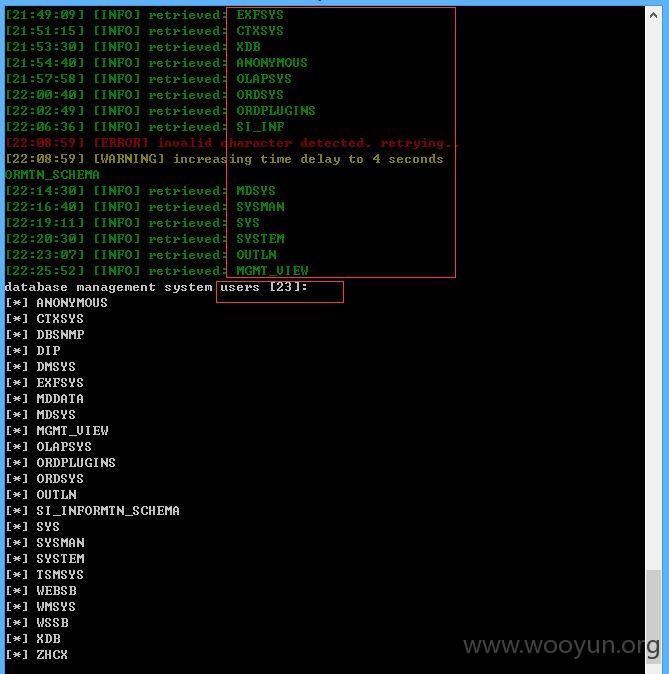 [21:49:09] [INFO] retrieved: EXFSYS
[21:51:15] [INFO] retrieved: CTXSYS
[21:53:30] [INFO] retrieved: XDB
[21:54:40] [INFO] retrieved: ANONYMOUS
[21:57:58] [INFO] retrieved: OLAPSYS
[22:00:40] [INFO] retrieved: ORDSYS
[22:02:49] [INFO] retrieved: ORDPLUGINS
[22:06:36] [INFO] retrieved: SI_INF
[22:08:59] [ERROR] invalid character detected. retrying..
[22:08:59] [WARNING] increasing time delay to 4 seconds
ORMTN_SCHEMA
[22:14:30] [INFO] retrieved: MDSYS
[22:16:40] [INFO] retrieved: SYSMAN
[22:19:11] [INFO] retrieved: SYS
[22:20:30] [INFO] retrieved: SYSTEM
[22:23:07] [INFO] retrieved: OUTLN
[22:25:52] [INFO] retrieved: MGMT_VIEW
database management system users [23]:
[*] ANONYMOUS
[*] CTXSYS
[*] DBSNMP
[*] DIP
[*] DMSYS
[*] EXFSYS
[*] MDDATA
[*] MDSYS
[*] MGMT_VIEW
[*] OLAPSYS
[*] ORDPLUGINS
[*] ORDSYS
[*] OUTLN
[*] SI_INFORMTN_SCHEMA
[*] SYS
[*] SYSMAN
[*] SYSTEM
[*] TSMSYS
[*] WEBSB
[*] WMSYS
[*] WSSB
[*] XDB
[*] ZHCX
www.wooyun.org